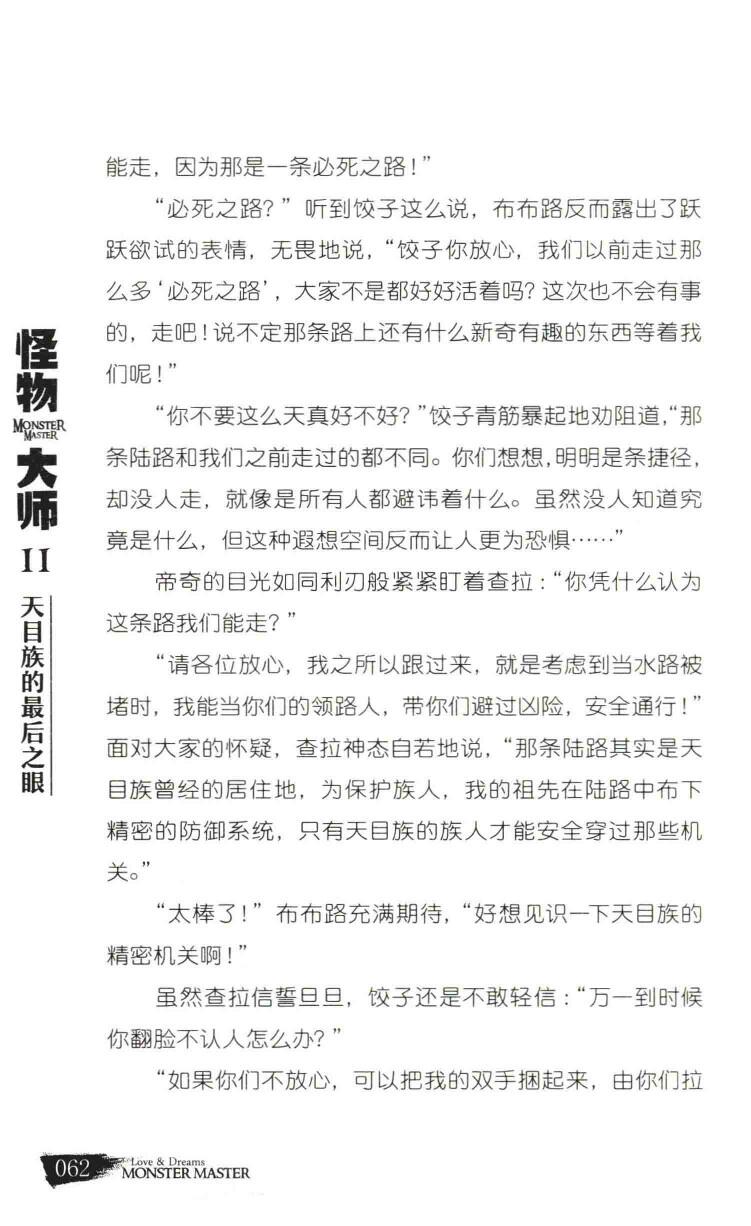 能走，因为那是一条必死之路！”
“必死之路？” 听到饺子这么说，布布路反而露出了跃
跃欲试的表情，无畏地说，“饺子你放心，我们以前走过那
么多‘必死之路’，大家不是都好好活着吗？这次也不会有事
的，走吧！说不定那条路上还有什么新奇有趣的东西等着我
们呢！”
“你不要这么天真好不好？”饺子青筋暴起地劝阻道，“那
条陆路和我们之前走过的都不同。你们想想，明明是条捷径，
却没人走，就像是所有人都避讳着什么。虽然没人知道究
竟是什么，但这种遐想空间反而让人更为恐惧……”
帝奇的目光如同利刃般紧紧盯着查拉：“你凭什么认为
这条路我们能走？”
“请各位放心，我之所以跟过来，就是考虑到当水路被
堵时，我能当你们的领路人，带你们避过凶险，安全通行！”
面对大家的怀疑，查拉神态自若地说，“那条陆路其实是天
目族曾经的居住地，为保护族人，我的祖先在陆路中布下
精密的防御系统，只有天目族的族人才能安全穿过那些机
关。”
“太棒了！” 布布路充满期待，“好想见识一下天目族的
精密机关啊！”
虽然查拉信誓旦旦，饺子还是不敢轻信：“万一到时候
你翻脸不认人怎么办？”
“如果你们不放心，可以把我的双手捆起来，由你们拉
怪物
MONSTER
MASTER
大师
11
天目族的最后之眼
062
Love & Dreams
MONSTER MASTER